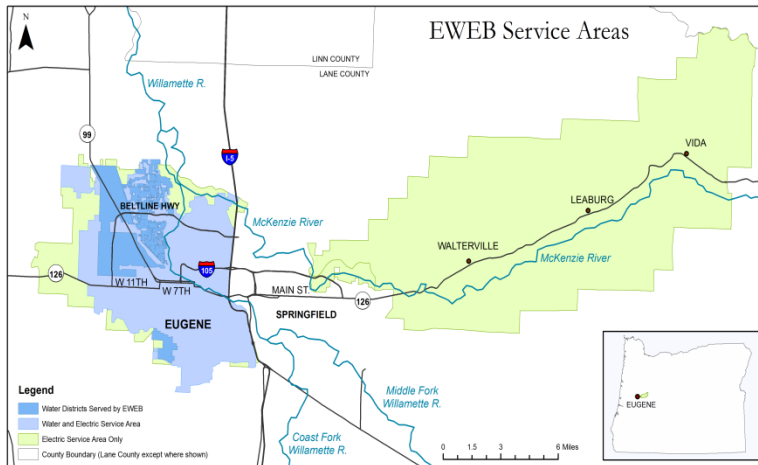 EWEB Service Areas
N
LINN COUNTY
LANE COUNTY
Willamette R.
99
I-5
VIDA
BELTLINE HWY
LEABURG
McKenzie River
WALTERVILLE
McKenzie River
126
105
W 11TH
W 7TH
MAIN ST.
126
EUGENE
SPRINGFIELD
Legend
Water Districts Served by EWEB
Water and Electric Service Area
Electric Service Area Only
County Boundary (Lane County except where shown)
Middle Fork
Willamette R.
Coast Fork
Willamette R.
0 1.5 3 6 Miles
EUGENE